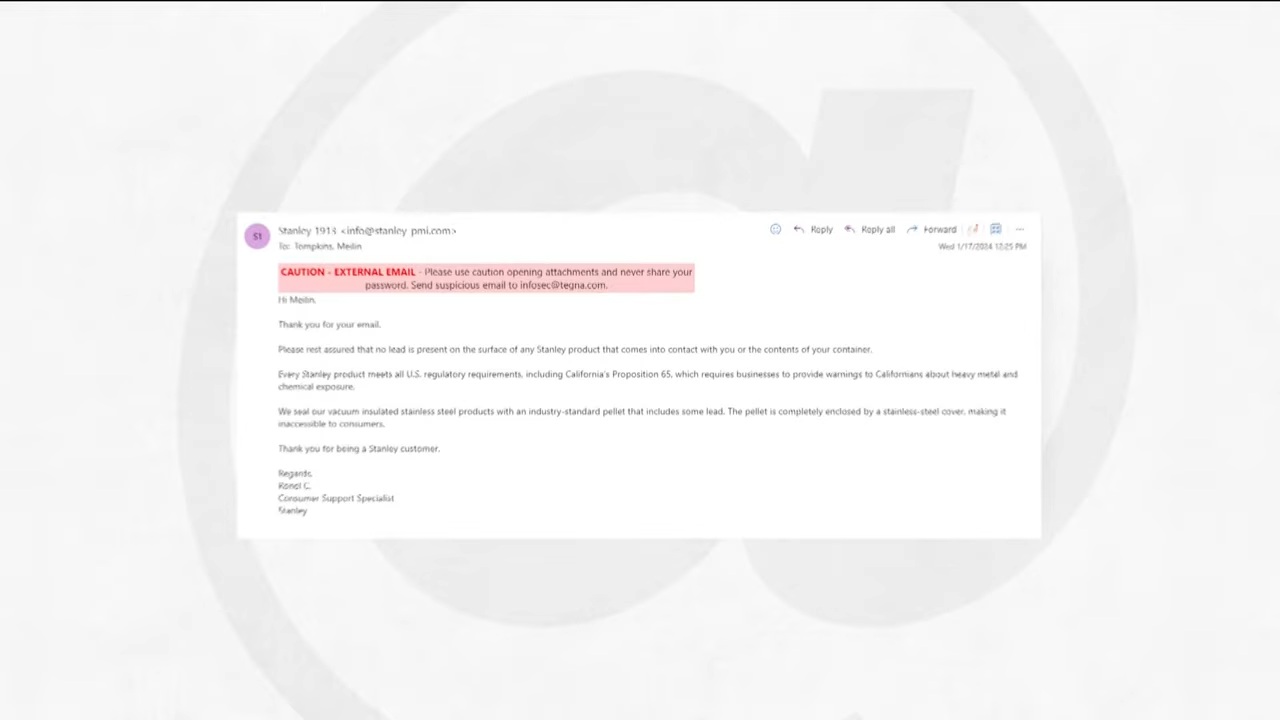 S1
Stanley 1913 <info@stanley-pmi.com>
Reply
Reply all
Forward
To: Tompkins, Meilin
Wed 1/17/2024 12:25 PM
CAUTION - EXTERNAL EMAIL - Please use caution opening attachments and never share your
password. Send suspicious email to infosec@tegna.com.
Hi Meilin,
Thank you for your email.
Please rest assured that no lead is present on the surface of any Stanley product that comes into contact with you or the contents of your container.
Every Stanley product meets all U.S. regulatory requirements, including California's Proposition 65, which requires businesses to provide warnings to Californians about heavy metal and
chemical exposure.
We seal our vacuum insulated stainless steel products with an industry-standard pellet that includes some lead. The pellet is completely enclosed by a stainless-steel cover, making it
inaccessible to consumers.
Thank you for being a Stanley customer.
Regards,
Ronel C.
Consumer Support Specialist
Stanley